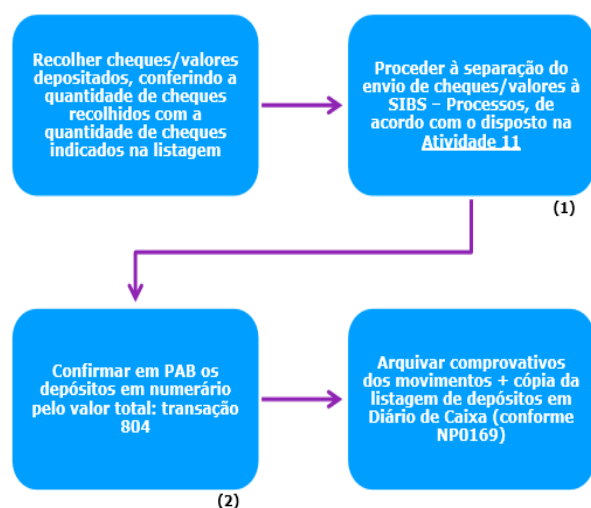 Recolher cheques/valores
depositados, conferindo a
quantidade de cheques
recolhidos com a
quantidade de cheques
indicados na listagem
Proceder à separação do
envio de cheques/valores à
SIBS – Processos, de
acordo com o disposto na
Atividade 11
(1)
Confirmar em PAB os
depósitos em numerário
pelo valor total: transação
804
(2)
Arquivar comprovativos
dos movimentos + cópia da
listagem de depósitos em
Diário de Caixa (conforme
NP0169)